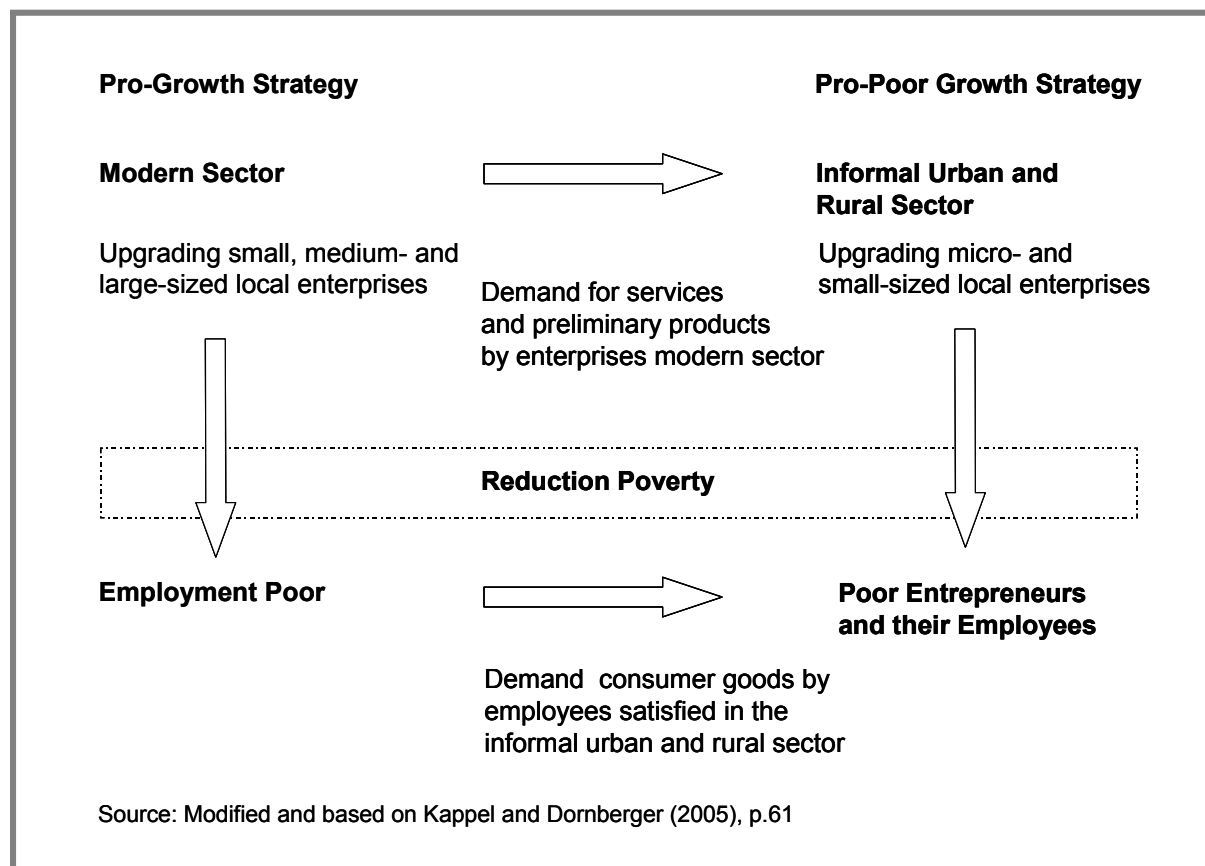 Pro-Growth Strategy
Pro-Poor Growth Strategy
Modern Sector
Informal Urban and
Rural Sector
Upgrading small, medium- and
large-sized local enterprises
Demand for services
and preliminary products
by enterprises modern sector
Upgrading micro- and
small-sized local enterprises
Reduction Poverty
Employment Poor
Poor Entrepreneurs
and their Employees
Demand  consumer goods by
employees satisfied in the
informal urban and rural sector
Source: Modified and based on Kappel and Dornberger (2005), p.61